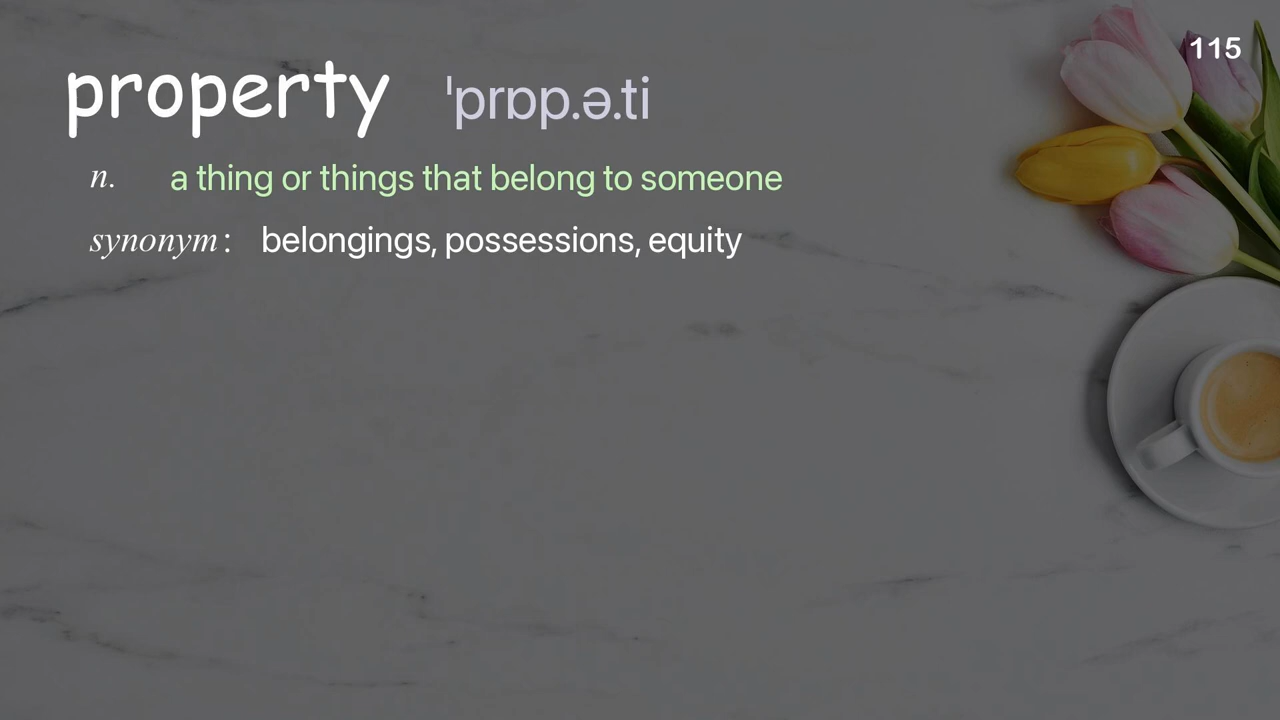 115
property ˈprɒp.ə.ti
n. a thing or things that belong to someone
synonym: belongings, possessions, equity